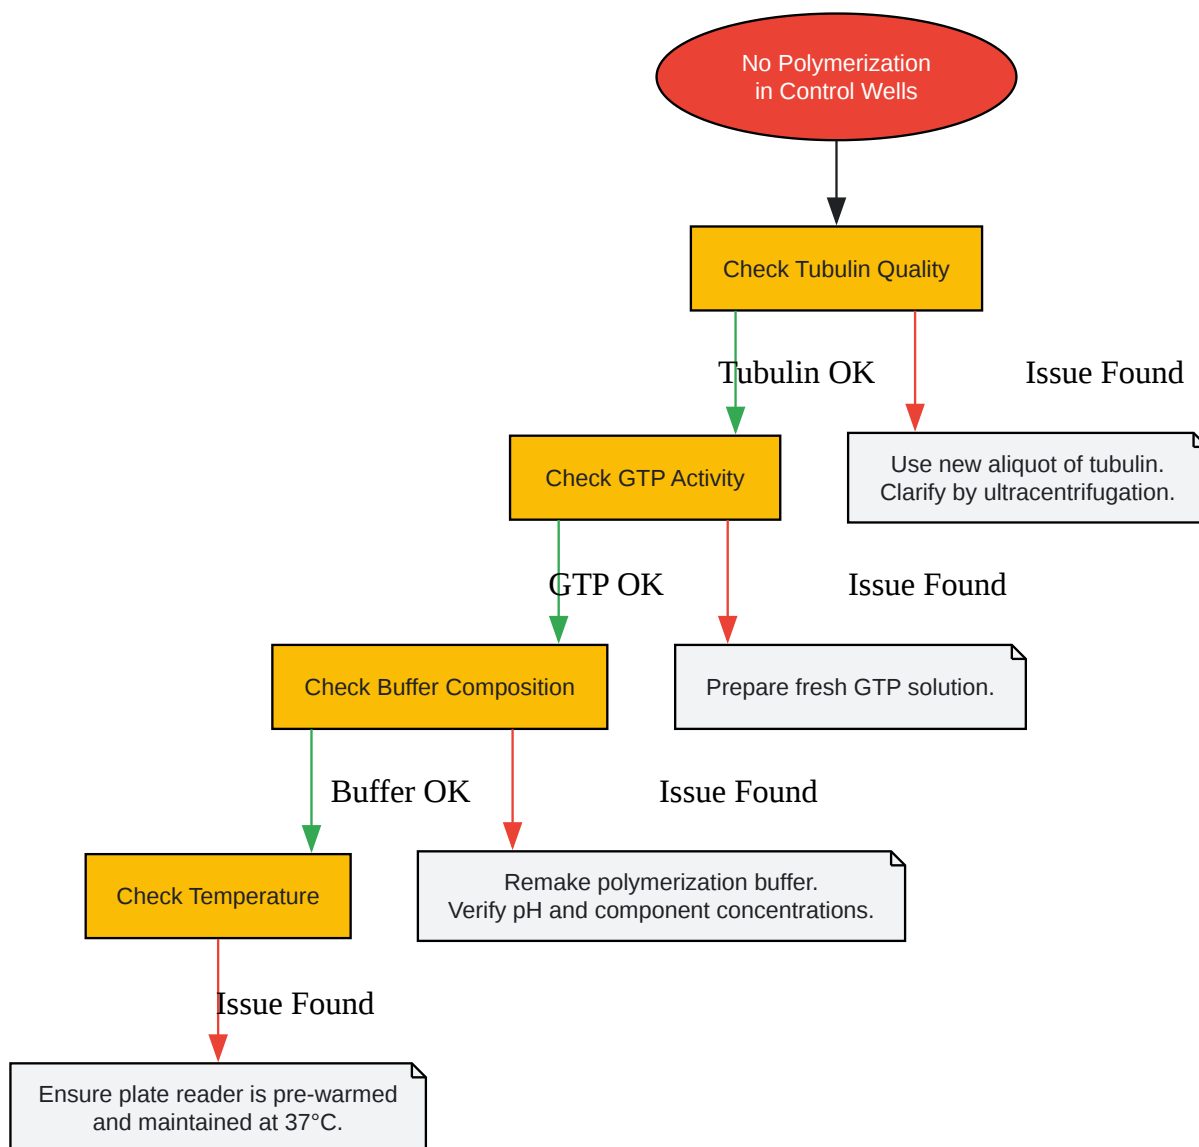 No Polymerization
in Control Wells
Check Tubulin Quality
Tubulin OK
Issue Found
Check GTP Activity
Use new aliquot of tubulin.
Clarify by ultracentrifugation.
GTP OK
Issue Found
Check Buffer Composition
Prepare fresh GTP solution.
Buffer OK
Issue Found
Check Temperature
Remake polymerization buffer.
Verify pH and component concentrations.
Issue Found
Ensure plate reader is pre-warmed
and maintained at 37°C.